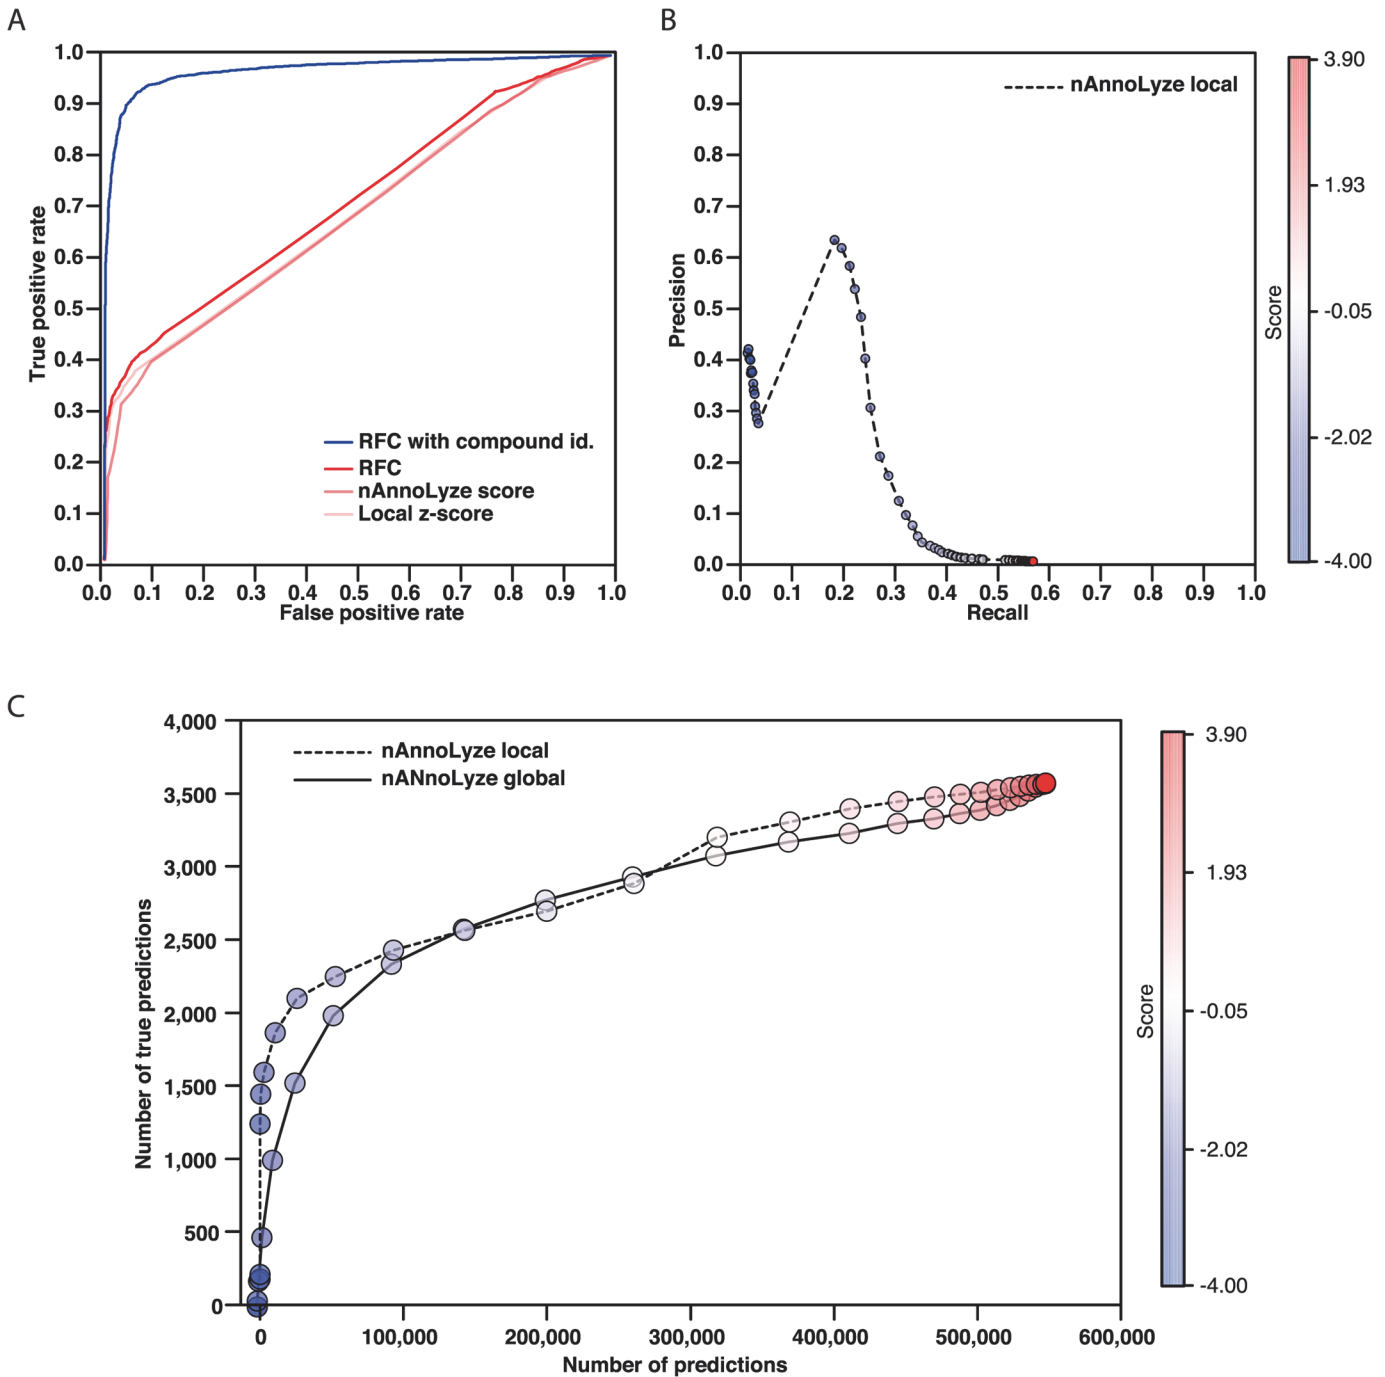 A
1.0
0.9
0.8
0.7
0.6
0.5
0.4
0.3
0.2
0.1
0.0
True positive rate
RFC with compound id.
RFC
nAnnoLyze score
Local z-score
0.0 0.1 0.2 0.3 0.4 0.5 0.6 0.7 0.8 0.9 1.0
False positive rate
B
1.0
0.9
0.8
0.7
0.6
0.5
0.4
0.3
0.2
0.1
0.0
Precision
nAnnoLyze local
0.0 0.1 0.2 0.3 0.4 0.5 0.6 0.7 0.8 0.9 1.0
Recall
3.90
1.93
-0.05
-2.02
-4.00
Score
C
4,000
3,500
3,000
2,500
2,000
1,500
1,000
500
0
Number of true predictions
nAnnoLyze local
nANnoLyze global
0 100,000 200,000 300,000 400,000 500,000 600,000
Number of predictions
3.90
1.93
-0.05
-2.02
-4.00
Score